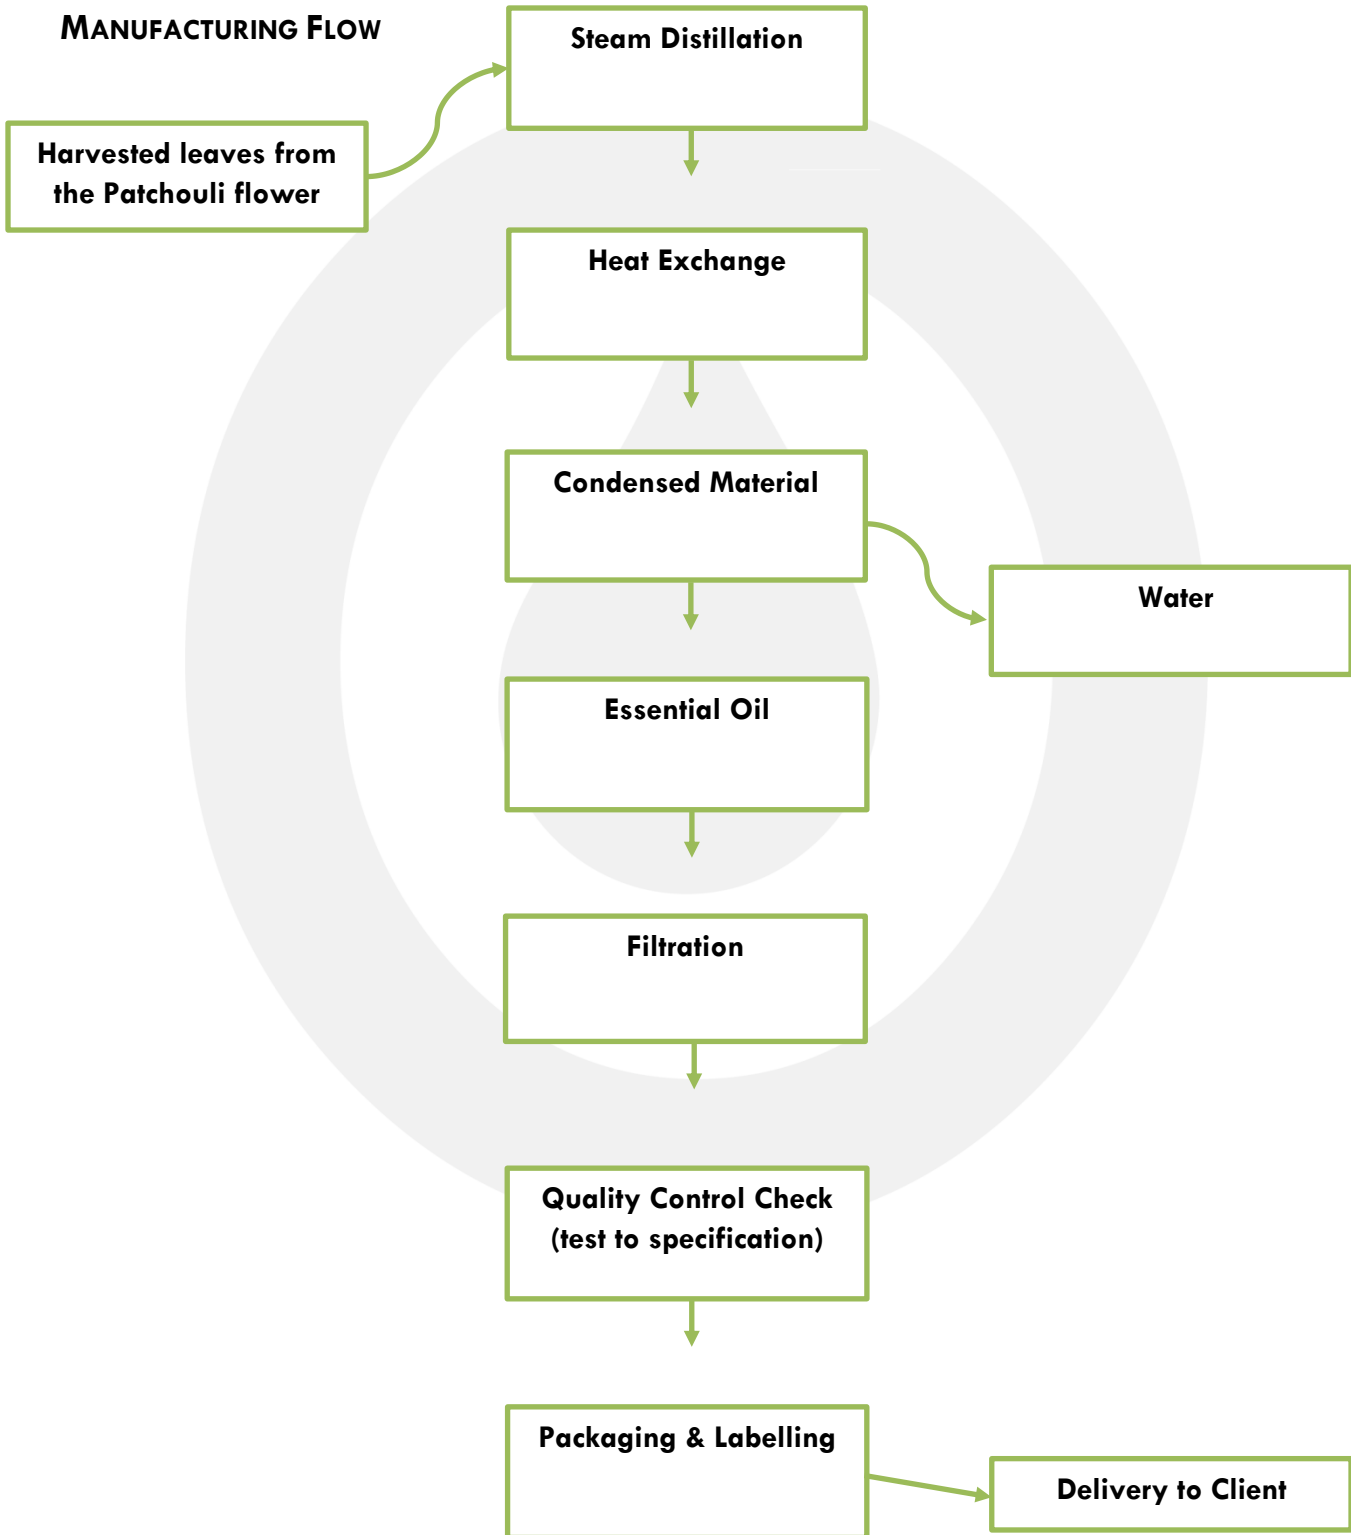 MANUFACTURING FLOW
Steam Distillation
Harvested leaves from
the Patchouli flower
Heat Exchange
Condensed Material
Water
Essential Oil
Filtration
Quality Control Check
(test to specification)
Packaging & Labelling
Delivery to Client